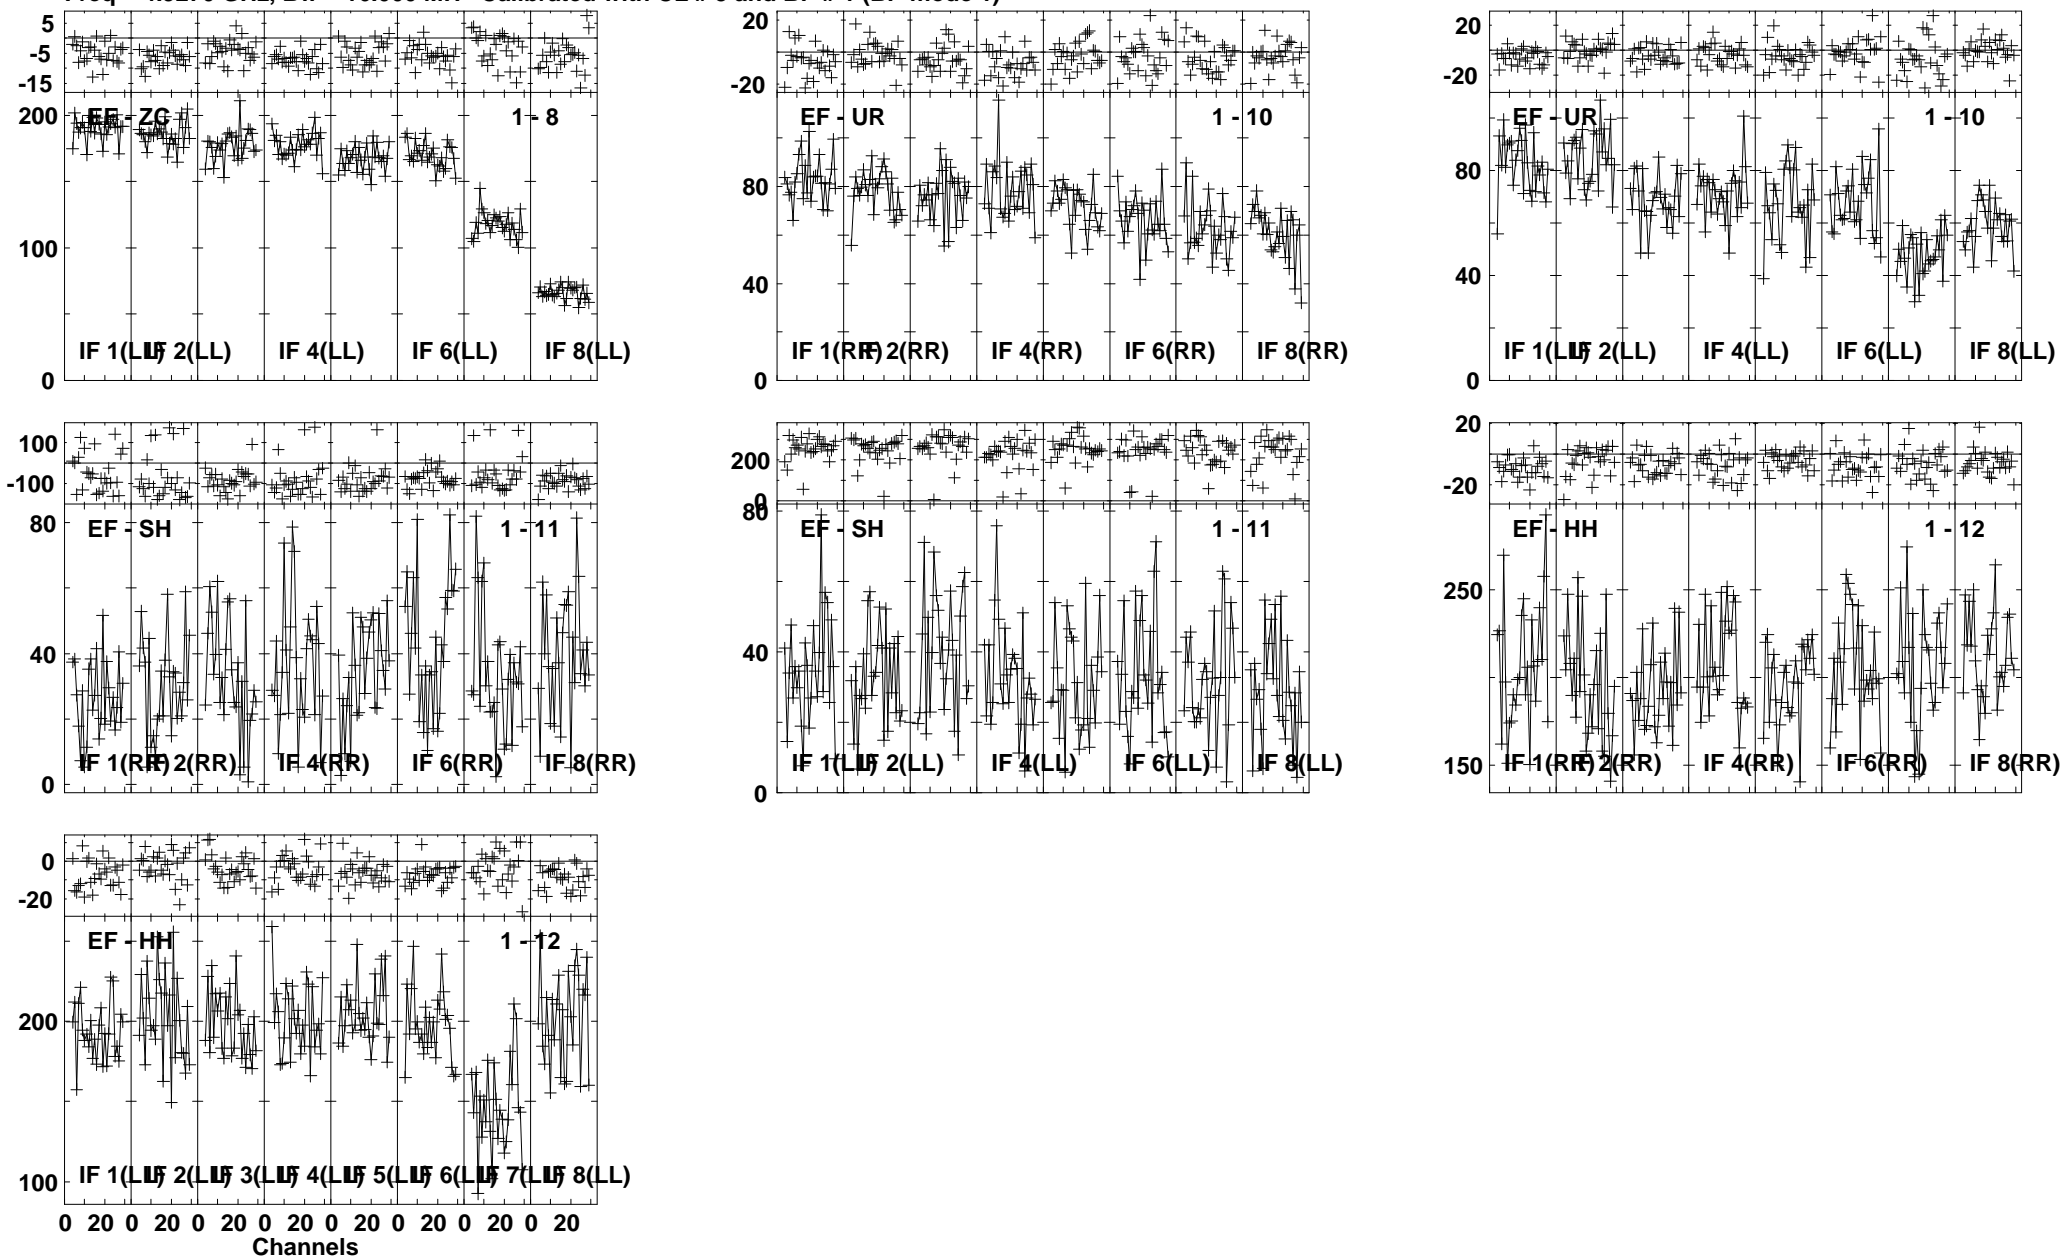 5
-5
-15
200
100
0
EF - ZC
1 - 8
IF 1(LL)
IF 2(LL)
IF 4(LL)
IF 6(LL)
IF 8(LL)
20
-20
80
40
0
EF - UR
1 - 10
IF 1(RR)
IF 2(RR)
IF 4(RR)
IF 6(RR)
IF 8(RR)
20
-20
80
40
0
EF - UR
1 - 10
IF 1(LL)
IF 2(LL)
IF 4(LL)
IF 6(LL)
IF 8(LL)
100
-100
80
40
0
EF - SH
1 - 11
IF 1(RR)
IF 2(RR)
IF 4(RR)
IF 6(RR)
IF 8(RR)
200
0
80
40
0
EF - SH
1 - 11
IF 1(LL)
IF 2(LL)
IF 4(LL)
IF 6(LL)
IF 8(LL)
20
-20
250
150
EF - HH
1 - 12
IF 1(RR)
IF 2(RR)
IF 4(RR)
IF 6(RR)
IF 8(RR)
0
-20
200
100
EF - HH
1 - 12
IF 1(LL)
IF 2(LL)
IF 3(LL)
IF 4(LL)
IF 5(LL)
IF 6(LL)
IF 7(LL)
IF 8(LL)
0 20 0 20 0 20 0 20 0 20 0 20 0 20 0 20
Channels